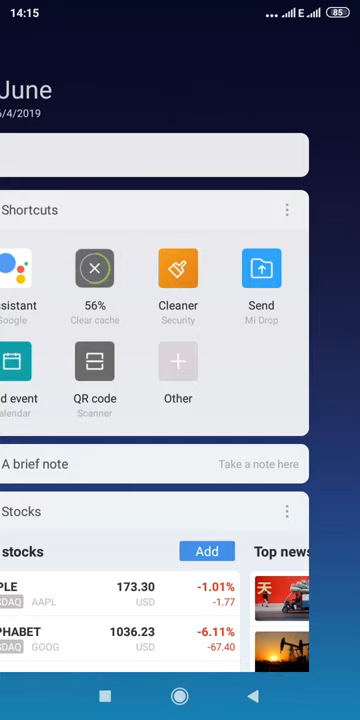 14:15
E
85
June
6/4/2019
Shortcuts
ssistant
56%
Cleaner
Send
Google
Clear cache
Security
Mi Drop
d event
QR code
Other
alendar
Scanner
A brief note
Take a note here
Stocks
stocks
Add
Top news
PLE
173.30
-1.01%
SDAQ
AAPL
USD
-1.77
PHABET
1036.23
-6.11%
SDAQ
GOOG
USD
-67.40
天